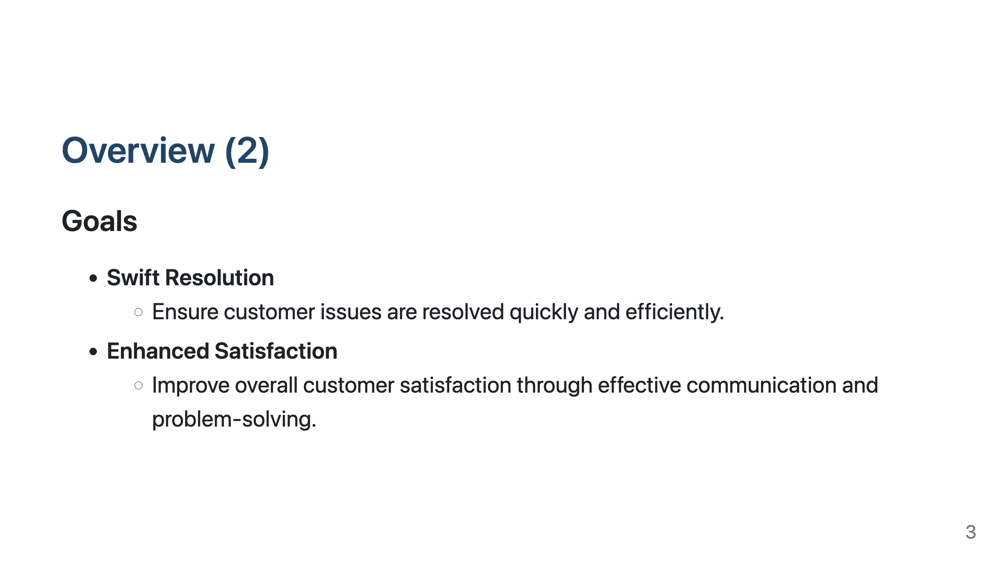 Overview (2)
Goals
• Swift Resolution
○ Ensure customer issues are resolved quickly and efficiently.
• Enhanced Satisfaction
○ Improve overall customer satisfaction through effective communication and
problem-solving.
3